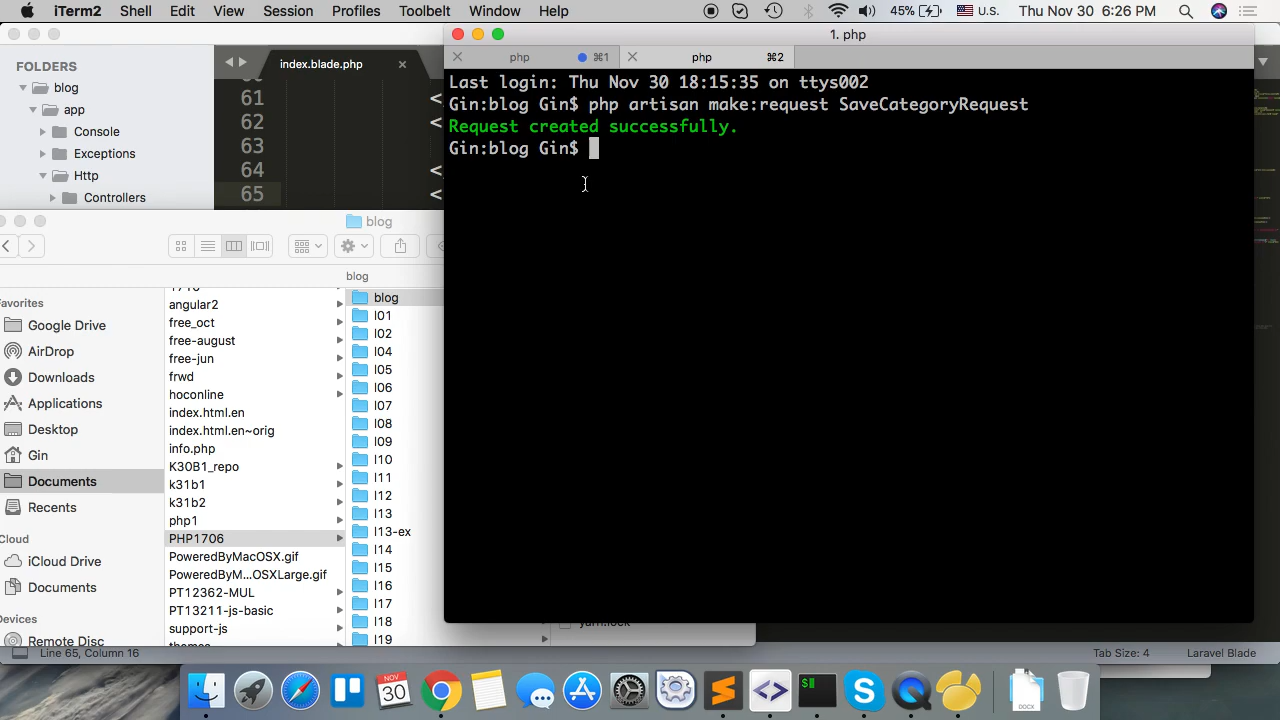 iTerm2 Shell Edit View Session Profiles Toolbelt Window Help 45% U.S. Thu Nov 30 6:26 PM
1. php
php ⌘1 php ⌘2
Last login: Thu Nov 30 18:15:35 on ttys002
Gin:blog Gin$ php artisan make:request SaveCategoryRequest
Request created successfully.
Gin:blog Gin$
index.blade.php
FOLDERS
blog
app
Console
Exceptions
Http
Controllers
61 <
62 <
63
64 <
65 <
blog
blog
avorites
Google Drive
AirDrop
Downloads
Applications
Desktop
Gin
Documents
Recents
Cloud
iCloud Drive
Documents
Devices
Remote Disc
angular2
free_oct
free-august
free-jun
frwd
hoconline
index.html.en
index.html.en~orig
info.php
K30B1_repo
k31b1
k31b2
php1
PHP1706
PoweredByMacOSX.gif
PoweredByM...OSXLarge.gif
PT12362-MUL
PT13211-js-basic
support-js
blog
l01
l02
l04
l05
l06
l07
l08
l09
l10
l11
l12
l13
l13-ex
l14
l15
l16
l17
l18
l19
yarn.lock
Line 65, Column 16
Tab Size: 4
Laravel Blade
NOV
30
$
DOCX